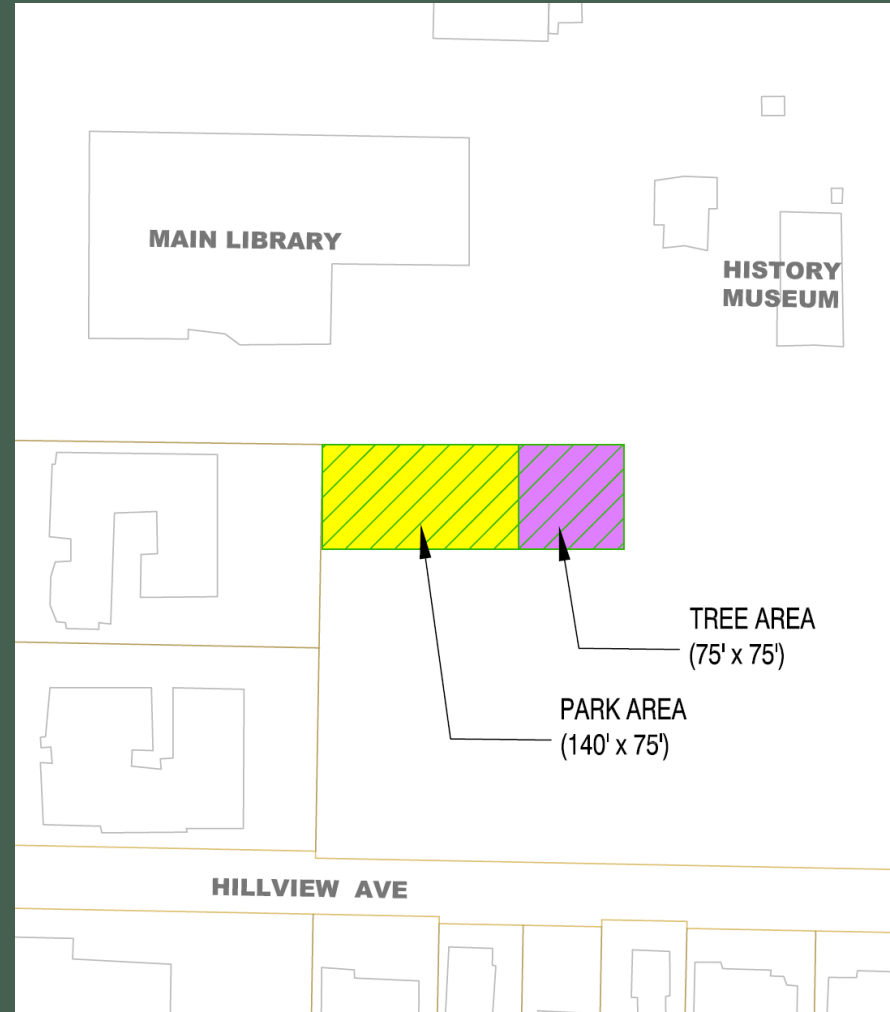 MAIN LIBRARY
HISTORY
MUSEUM
TREE AREA
(75' x 75')
PARK AREA
(140' x 75')
HILLVIEW AVE